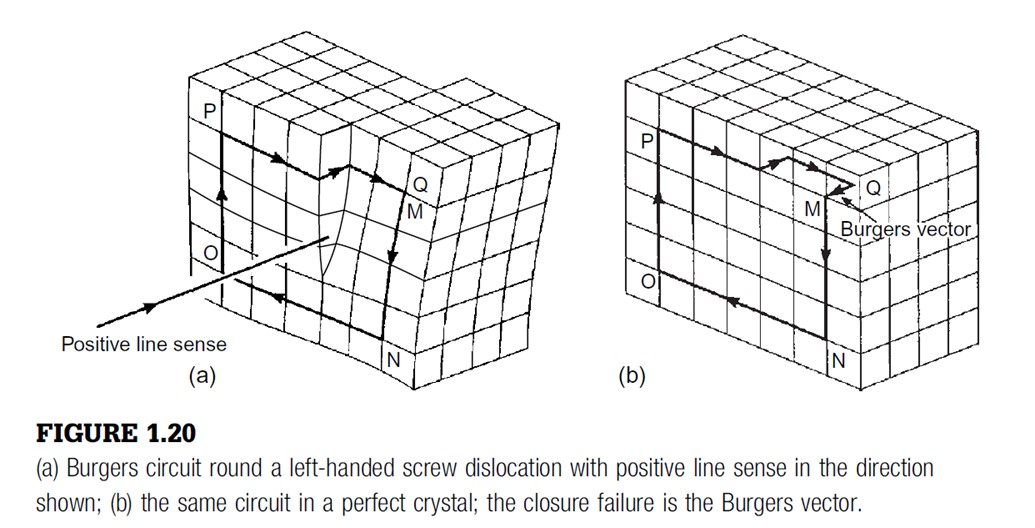 P
Q
M
O
N
Positive line sense
(a)
P
Q
M
Burgers vector
O
N
(b)
FIGURE 1.20
(a) Burgers circuit round a left-handed screw dislocation with positive line sense in the direction
shown; (b) the same circuit in a perfect crystal; the closure failure is the Burgers vector.